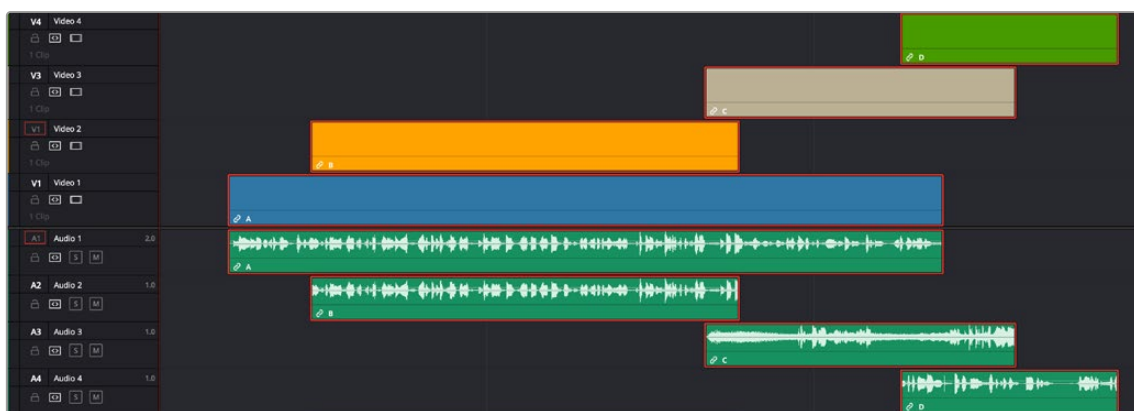 V4 Video 4
1 Clip
D
V3 Video 3
1 Clip
C
V1 Video 2
1 Clip
B
V1 Video 1
1 Clip
A
A1 Audio 1 2.0
S M
A
A2 Audio 2 1.0
S M
B
A3 Audio 3 1.0
S M
C
A4 Audio 4 1.0
S M
D